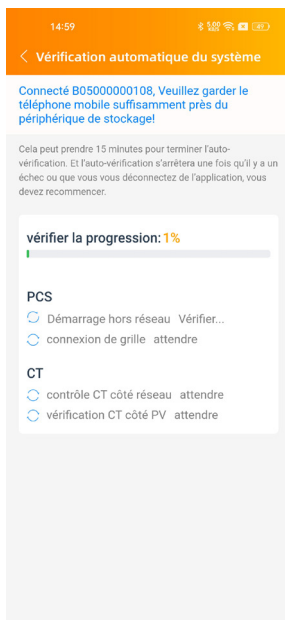 14:59
Vérification automatique du système
Connecté B05000000108, Veuillez garder le
téléphone mobile suffisamment près du
périphérique de stockage!
Cela peut prendre 15 minutes pour terminer l'auto-
vérification. Et l'auto-vérification s'arrêtera une fois qu'il y a un
échec ou que vous vous déconnectez de l'application, vous
devez recommencer.
vérifier la progression: 1%
PCS
Démarrage hors réseau Vérifier...
connexion de grille attendre
CT
contrôle CT côté réseau attendre
vérification CT côté PV attendre